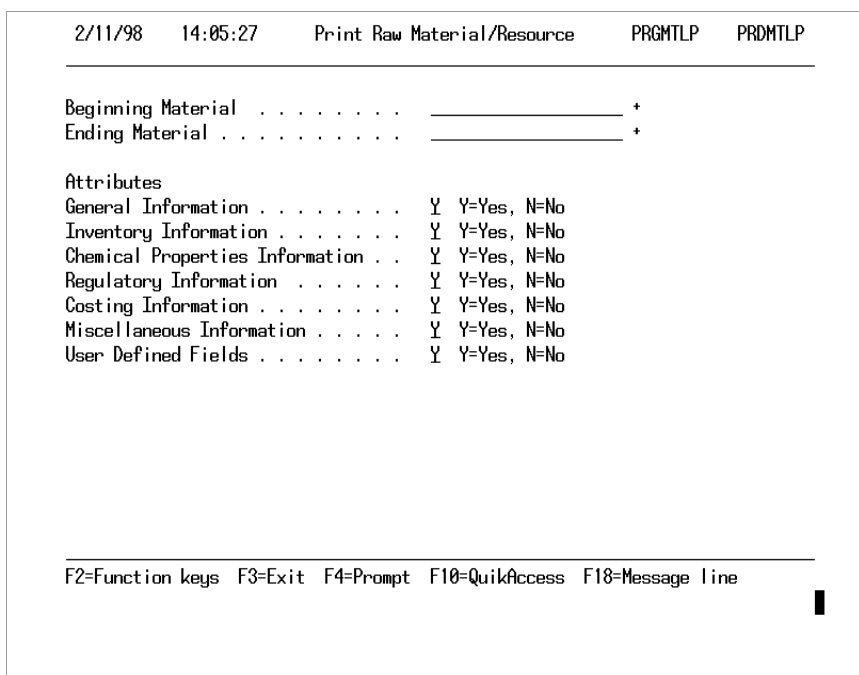 2/11/98 14:05:27 Print Raw Material/Resource PRGMTLP PRDMTLP
Beginning Material . . . . . . . . ____________________ +
Ending Material . . . . . . . . . . ____________________ +
Attributes
General Information . . . . . . . . Y Y=Yes, N=No
Inventory Information . . . . . . . Y Y=Yes, N=No
Chemical Properties Information . . Y Y=Yes, N=No
Regulatory Information . . . . . . Y Y=Yes, N=No
Costing Information . . . . . . . . Y Y=Yes, N=No
Miscellaneous Information . . . . . Y Y=Yes, N=No
User Defined Fields . . . . . . . . Y Y=Yes, N=No
F2=Function keys F3=Exit F4=Prompt F10=QuikAccess F18=Message line